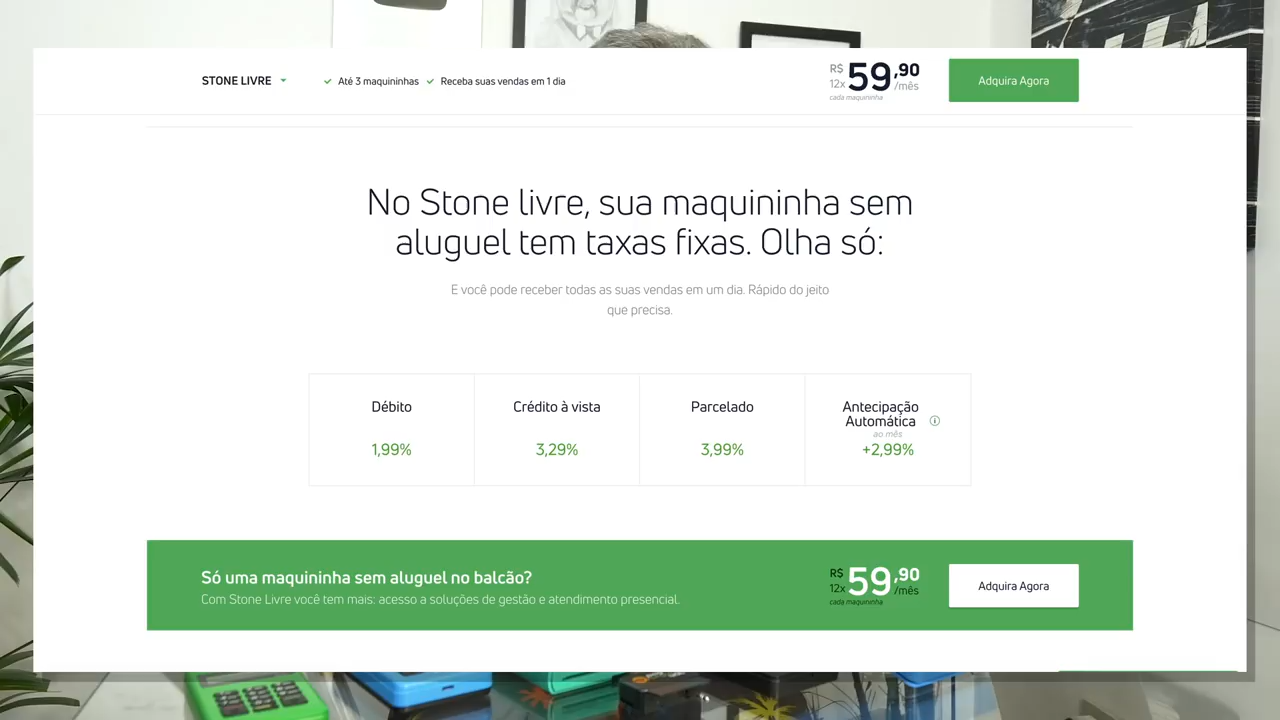 STONE LIVRE
Até 3 maquininhas
Receba suas vendas em 1 dia
R$ 12x 59,90 /mês
cada maquininha
Adquira Agora
No Stone livre, sua maquininha sem
aluguel tem taxas fixas. Olha só:
E você pode receber todas as suas vendas em um dia. Rápido do jeito
que precisa.
Débito
1,99%
Crédito à vista
3,29%
Parcelado
3,99%
Antecipação
Automática
ao mês
+2,99%
Só uma maquininha sem aluguel no balcão?
Com Stone Livre você tem mais: acesso a soluções de gestão e atendimento presencial.
R$ 12x 59,90 /mês
cada maquininha
Adquira Agora